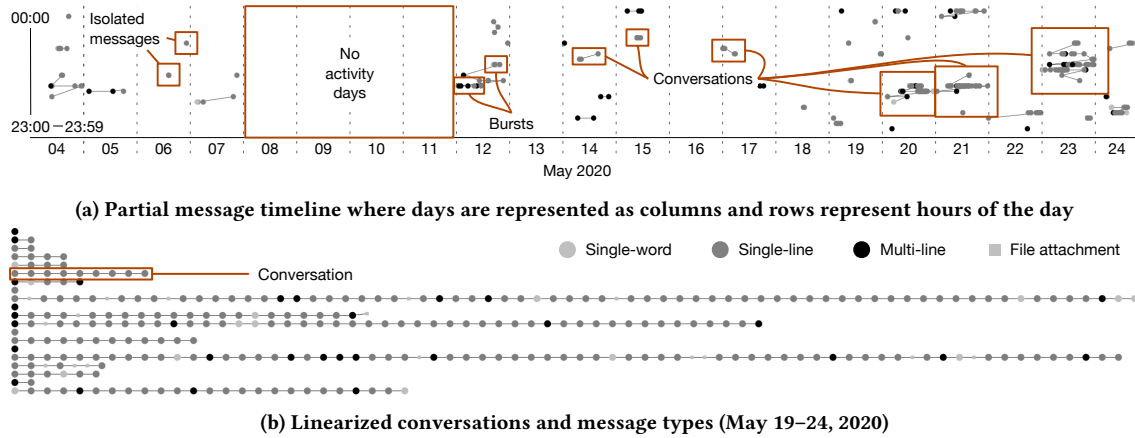 00:00
Isolated
messages
No
activity
days
Conversations
Bursts
23:00 – 23:59
04 05 06 07 08 09 10 11 12 13 14 15 16 17 18 19 20 21 22 23 24
May 2020
(a) Partial message timeline where days are represented as columns and rows represent hours of the day
Single-word Single-line Multi-line File attachment
Conversation
(b) Linearized conversations and message types (May 19–24, 2020)